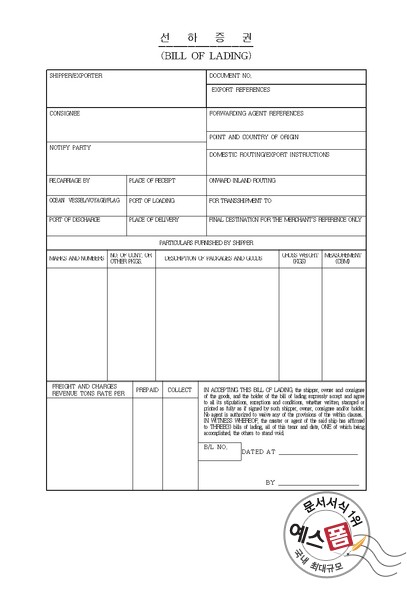 선 하 증 권
(BILL OF LADING)
SHIPPER/EXPORTER
DOCUMENT NO.
EXPORT REFERENCES
CONSIGNEE
FORWARDING AGENT REFERENCES
POINT AND COUNTRY OF ORIGIN
NOTIFY PARTY
DOMESTIC ROUTING/EXPORT INSTRUCTIONS
PLACE OF RECEIPT
ONWARD INLAND ROUTING
OCEAN VESSEL/VOYAGE/FLAG
PORT OF LOADING
FOR TRANSSHIPMENT TO
PORT OF DISCHARGE
PLACE OF DELIVERY
FINAL DESTINATION FOR THE MERCHANT'S REFERENCE ONLY
PARTICULARS FURNISHED BY SHIPPER
MARKS AND NUMBERS
NO. OF CONT. OR
OTHER PKGS.
DESCRIPTION OF PACKAGES AND GOODS
GROSS WEIGHT
(KGS)
MEASUREMENT
(CBM)
FREIGHT AND CHARGES
REVENUE TONS RATE PER
PREPAID
COLLECT
IN ACCEPTING THIS BILL OF LADING, the shipper, owner and consignee
of the goods, and the holder of the bill of lading expressly accept and agree
to all its stipulations, exceptions and conditions, whether written, stamped or
printed as fully as if signed by such shipper, owner, consignee and/or holder.
No agent is authorized to waive any of the provisions of the within clauses.
IN WITNESS WHEREOF, the master or agent of the said ship has affirmed
to THREE(3) bills of lading, all of this tenor and date, ONE of which being
accomplished, the others to stand void.
B/L NO.
DATED AT
BY
문서서식 1위
예스폼
국내 최대규모